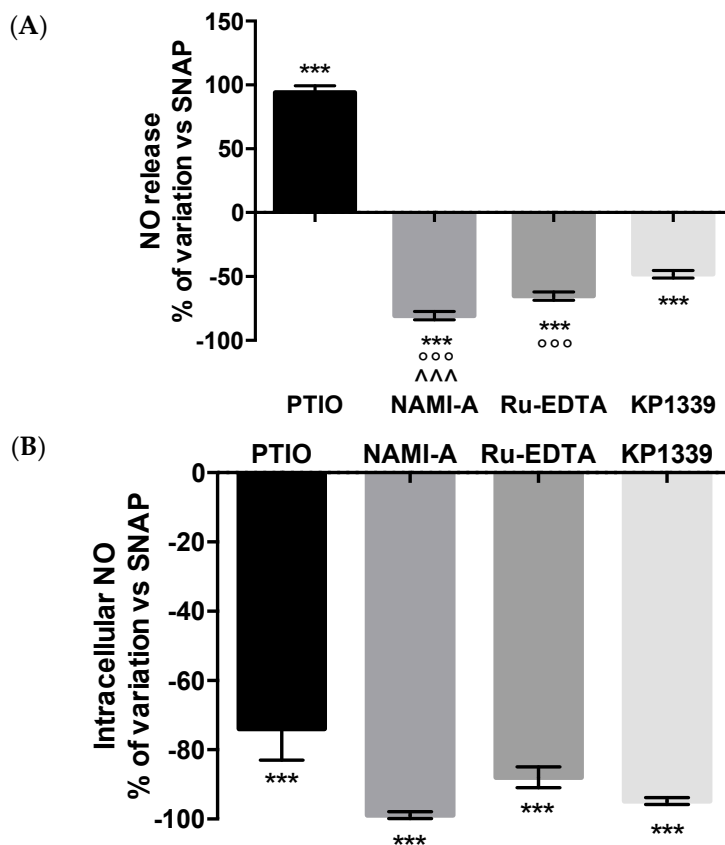 (A)
NO release
% of variation vs SNAP
150
100
50
0
-50
-100
***
***
°°°
^^^
***
°°°
***
PTIO NAMI-A Ru-EDTA KP1339
(B)
PTIO NAMI-A Ru-EDTA KP1339
Intracellular NO
% of variation vs SNAP
0
-20
-40
-60
-80
-100
***
***
***
***